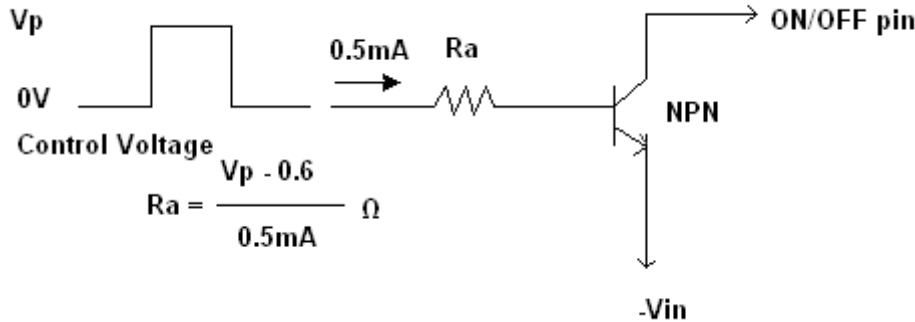 Vp
ON/OFF pin
0.5mA
Ra
0V
NPN
Control Voltage
Vp - 0.6
Ra =
Ω
0.5mA
-Vin